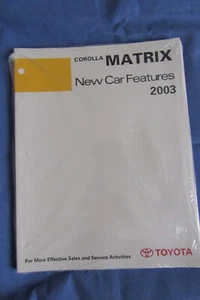 COROLLA MATRIX
New Car Features
2003
For More Effective Sales and Service Activities
TOYOTA